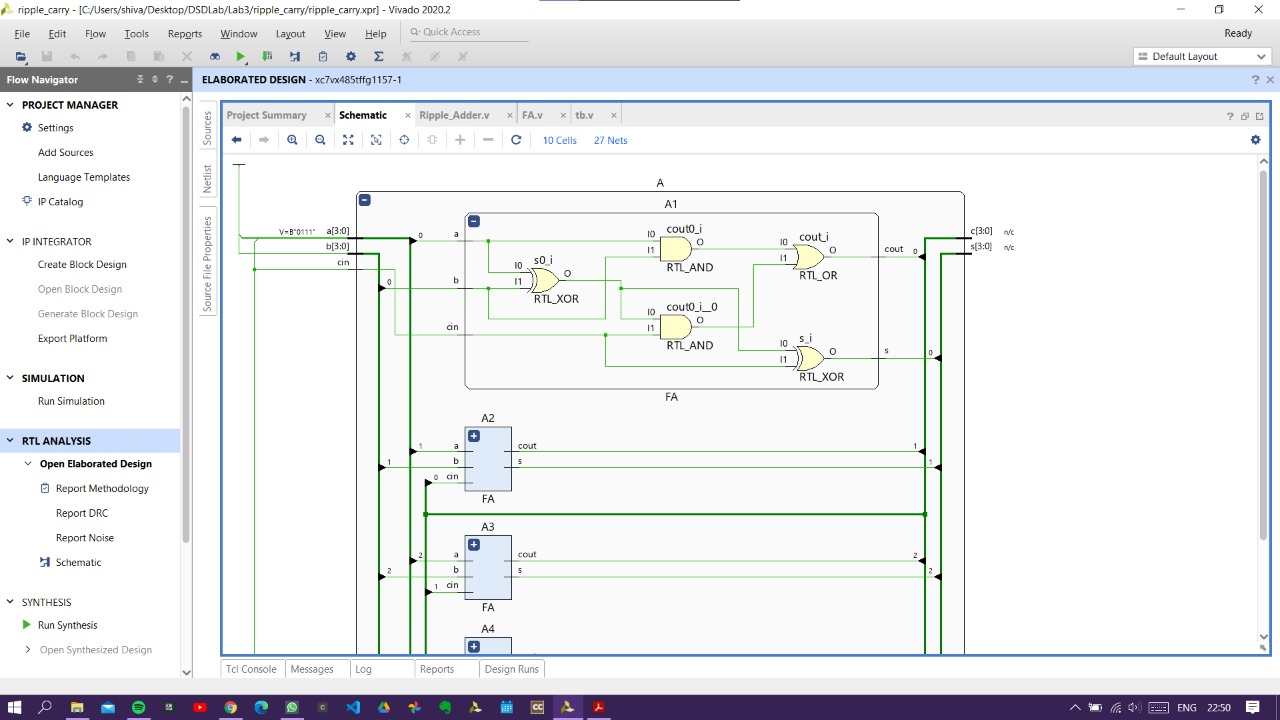 ripple_carry - [C:/Users/shiva/Desktop/DSDLab/Lab3/ripple_carry/ripple_carry.xpr] - Vivado 2020.2
File Edit Flow Tools Reports Window Layout View Help Quick Access Ready
Default Layout
Flow Navigator
ELABORATED DESIGN - xc7vx485tffg1157-1
PROJECT MANAGER
Settings
Add Sources
Language Templates
IP Catalog
IP INTEGRATOR
Create Block Design
Open Block Design
Generate Block Design
Export Platform
SIMULATION
Run Simulation
RTL ANALYSIS
Open Elaborated Design
Report Methodology
Report DRC
Report Noise
Schematic
SYNTHESIS
Run Synthesis
Open Synthesized Design
Sources
Netlist
Source File Properties
Project Summary Schematic Ripple_Adder.v FA.v tb.v
10 Cells 27 Nets
A
A1
V=B"0111" a[3:0]
b[3:0]
cin
0
0
a
b
cin
I0
I1
s0_i
O
RTL_XOR
I0
I1
cout0_i
O
RTL_AND
I0
I1
cout0_i__0
O
RTL_AND
I0
I1
cout_i
O
RTL_OR
I0
I1
s_i
O
RTL_XOR
cout
s
0
0
c[3:0] n/c
s[3:0] n/c
FA
A2
1 a cout 1
1 b s 1
0 cin
FA
A3
2 a cout 2
2 b s 2
1 cin
FA
A4
Tcl Console Messages Log Reports Design Runs
ENG 22:50